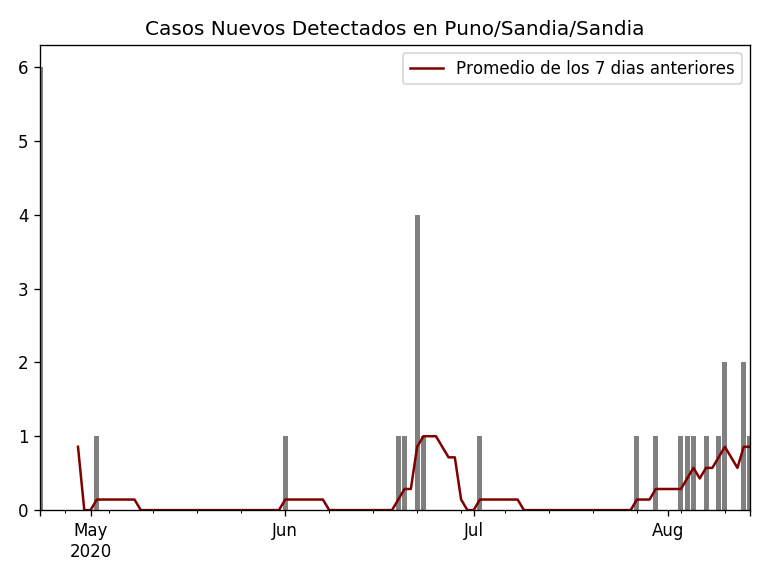 Casos Nuevos Detectados en Puno/Sandia/Sandia
Promedio de los 7 dias anteriores
6
5
4
3
2
1
0
May
2020
Jun
Jul
Aug